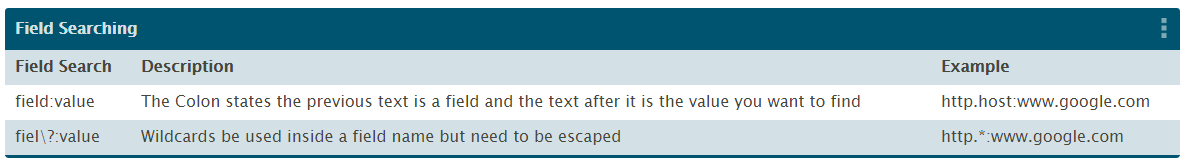 Field Searching
Field Search Description Example
field:value The Colon states the previous text is a field and the text after it is the value you want to find http.host:www.google.com
fiel\?:value Wildcards be used inside a field name but need to be escaped http.*:www.google.com